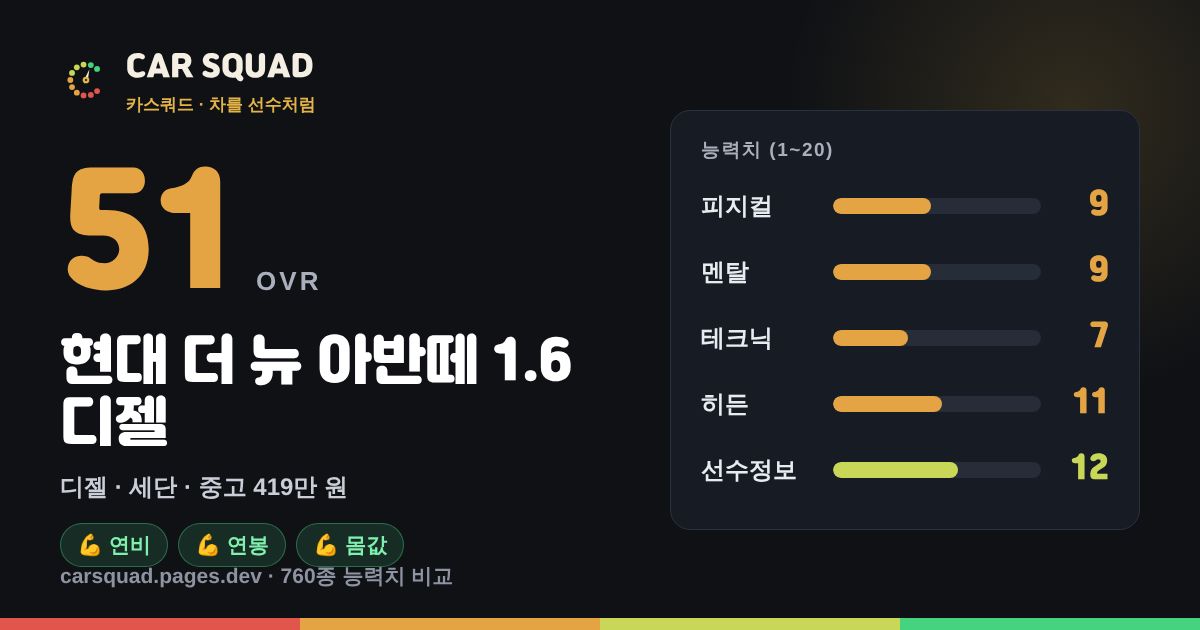 CAR SQUAD
카스쿼드 · 차를 선수처럼
51 OVR
현대 더 뉴 아반떼 1.6
디젤
디젤 · 세단 · 중고 419만 원
💪 연비 💪 연봉 💪 몸값
carsquad.pages.dev · 760종 능력치 비교
능력치 (1~20)
피지컬 9
멘탈 9
테크닉 7
히든 11
선수정보 12